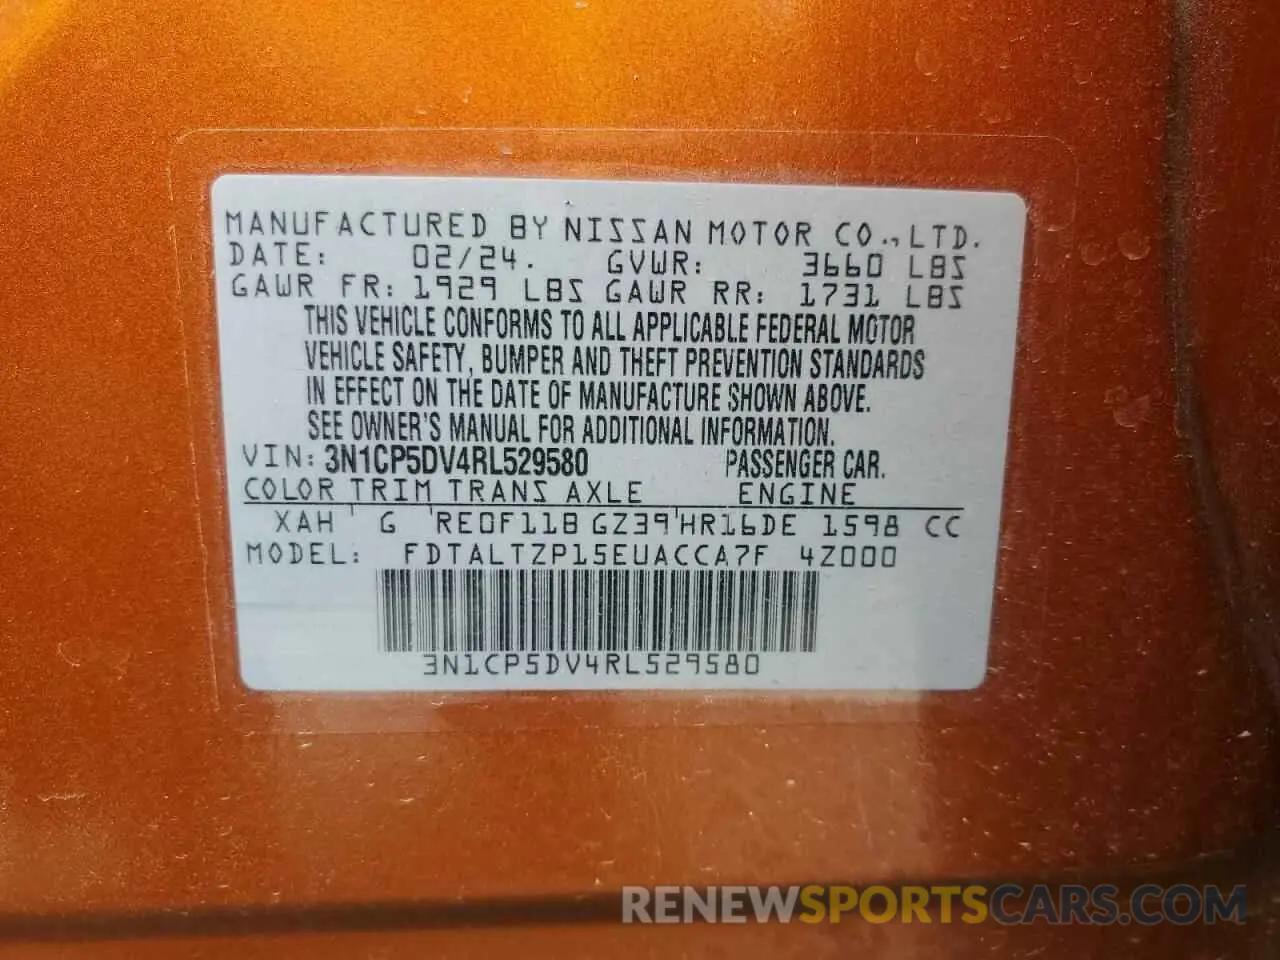 MANUFACTURED BY NISSAN MOTOR CO.,LTD.
DATE: 02/24. GVWR: 3660 LBS
GAWR FR: 1929 LBS GAWR RR: 1731 LBS
THIS VEHICLE CONFORMS TO ALL APPLICABLE FEDERAL MOTOR
VEHICLE SAFETY, BUMPER AND THEFT PREVENTION STANDARDS
IN EFFECT ON THE DATE OF MANUFACTURE SHOWN ABOVE.
SEE OWNER'S MANUAL FOR ADDITIONAL INFORMATION.
VIN: 3N1CP5DV4RL529580 PASSENGER CAR.
COLOR TRIM TRANS AXLE ENGINE
XAH G RE0F11B GZ39 HR16DE 1598 CC
MODEL: FDTALTZP15EUACCA7F 4Z000
3N1CP5DV4RL529580
RENEWSPORTSCARS.COM